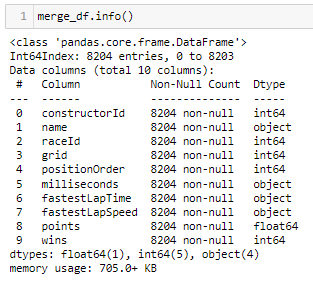 1 merge_df.info()
<class 'pandas.core.frame.DataFrame'>
Int64Index: 8204 entries, 0 to 8203
Data columns (total 10 columns):
 #   Column           Non-Null Count  Dtype
---  ------           --------------  -----
 0   constructorId    8204 non-null   int64
 1   name             8204 non-null   object
 2   raceId           8204 non-null   int64
 3   grid             8204 non-null   int64
 4   positionOrder    8204 non-null   int64
 5   milliseconds     8204 non-null   object
 6   fastestLapTime   8204 non-null   object
 7   fastestLapSpeed  8204 non-null   object
 8   points           8204 non-null   float64
 9   wins             8204 non-null   int64
dtypes: float64(1), int64(5), object(4)
memory usage: 705.0+ KB